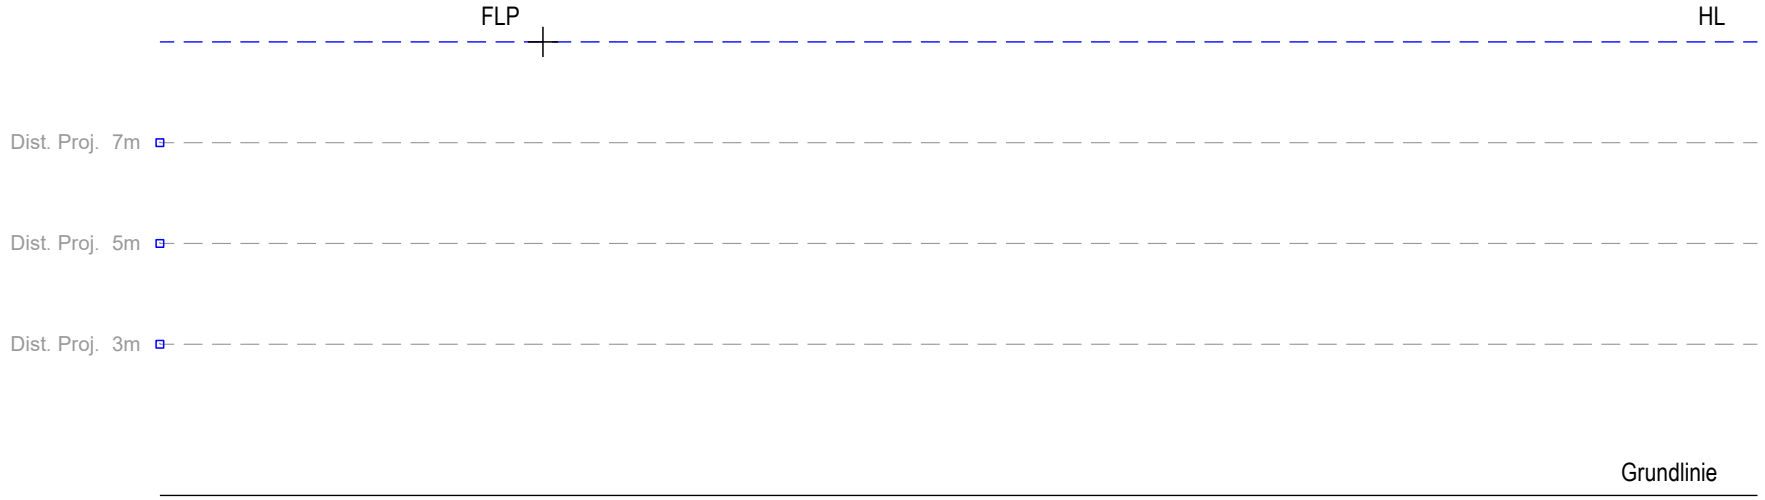 FLP
HL
Dist. Proj. 7m
Dist. Proj. 5m
Dist. Proj. 3m
Grundlinie